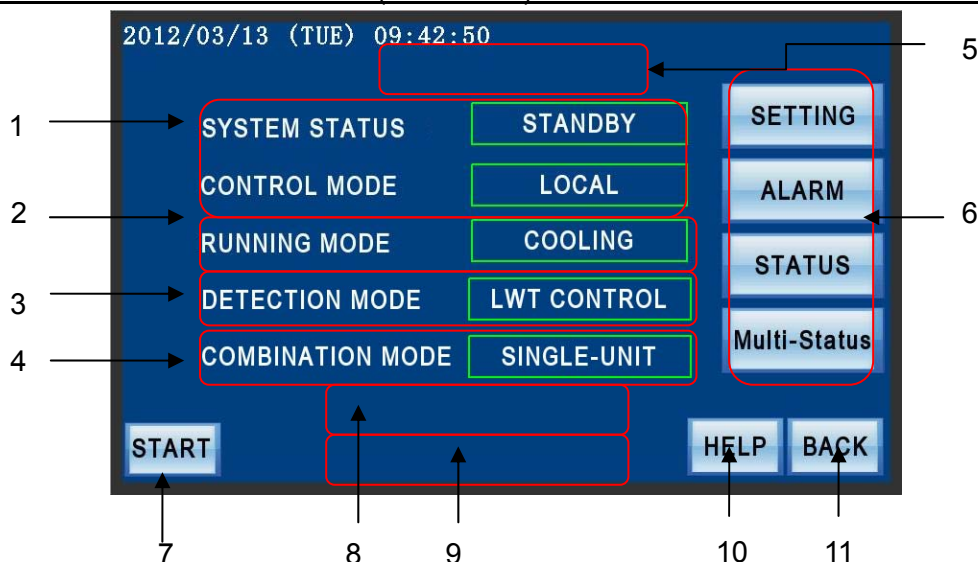 2012/03/13 (TUE) 09:42:50
5
1
SYSTEM STATUS STANDBY
SETTING
CONTROL MODE LOCAL
ALARM
2
6
RUNNING MODE COOLING
STATUS
3
DETECTION MODE LWT CONTROL
4
COMBINATION MODE SINGLE-UNIT
Multi-Status
START
HELP
BACK
7
8
9
10
11